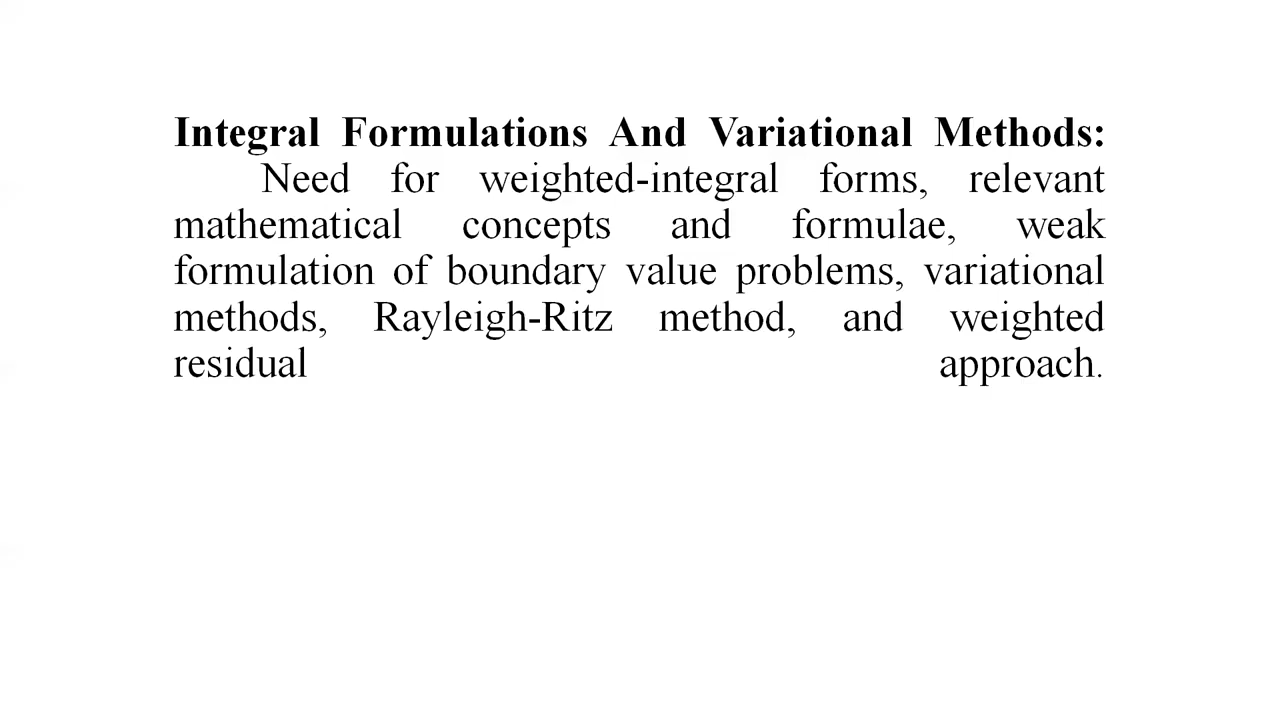 Integral Formulations And Variational Methods:
Need for weighted-integral forms, relevant
mathematical concepts and formulae, weak
formulation of boundary value problems, variational
methods, Rayleigh-Ritz method, and weighted
residual approach.